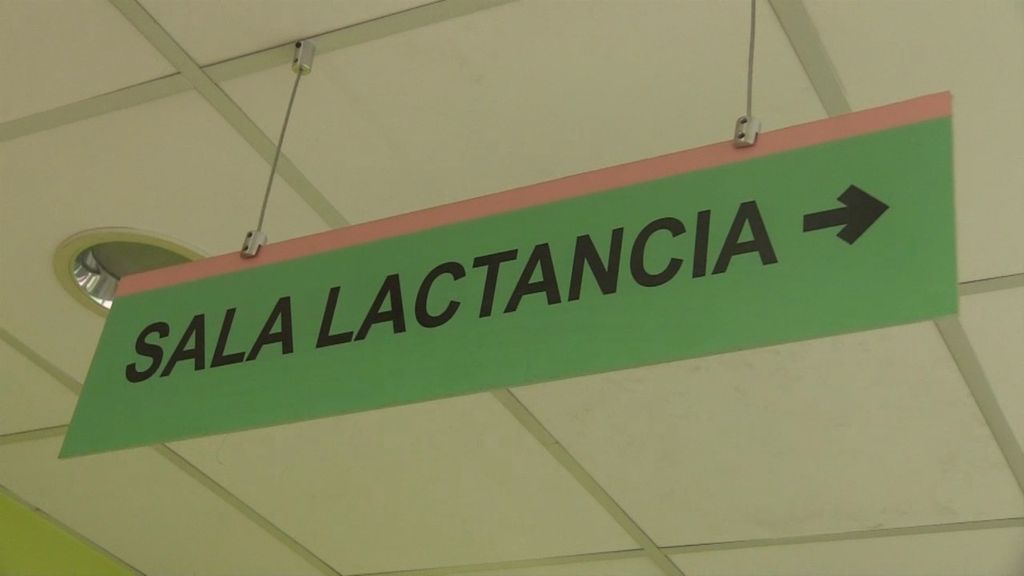 SALA LACTANCIA →